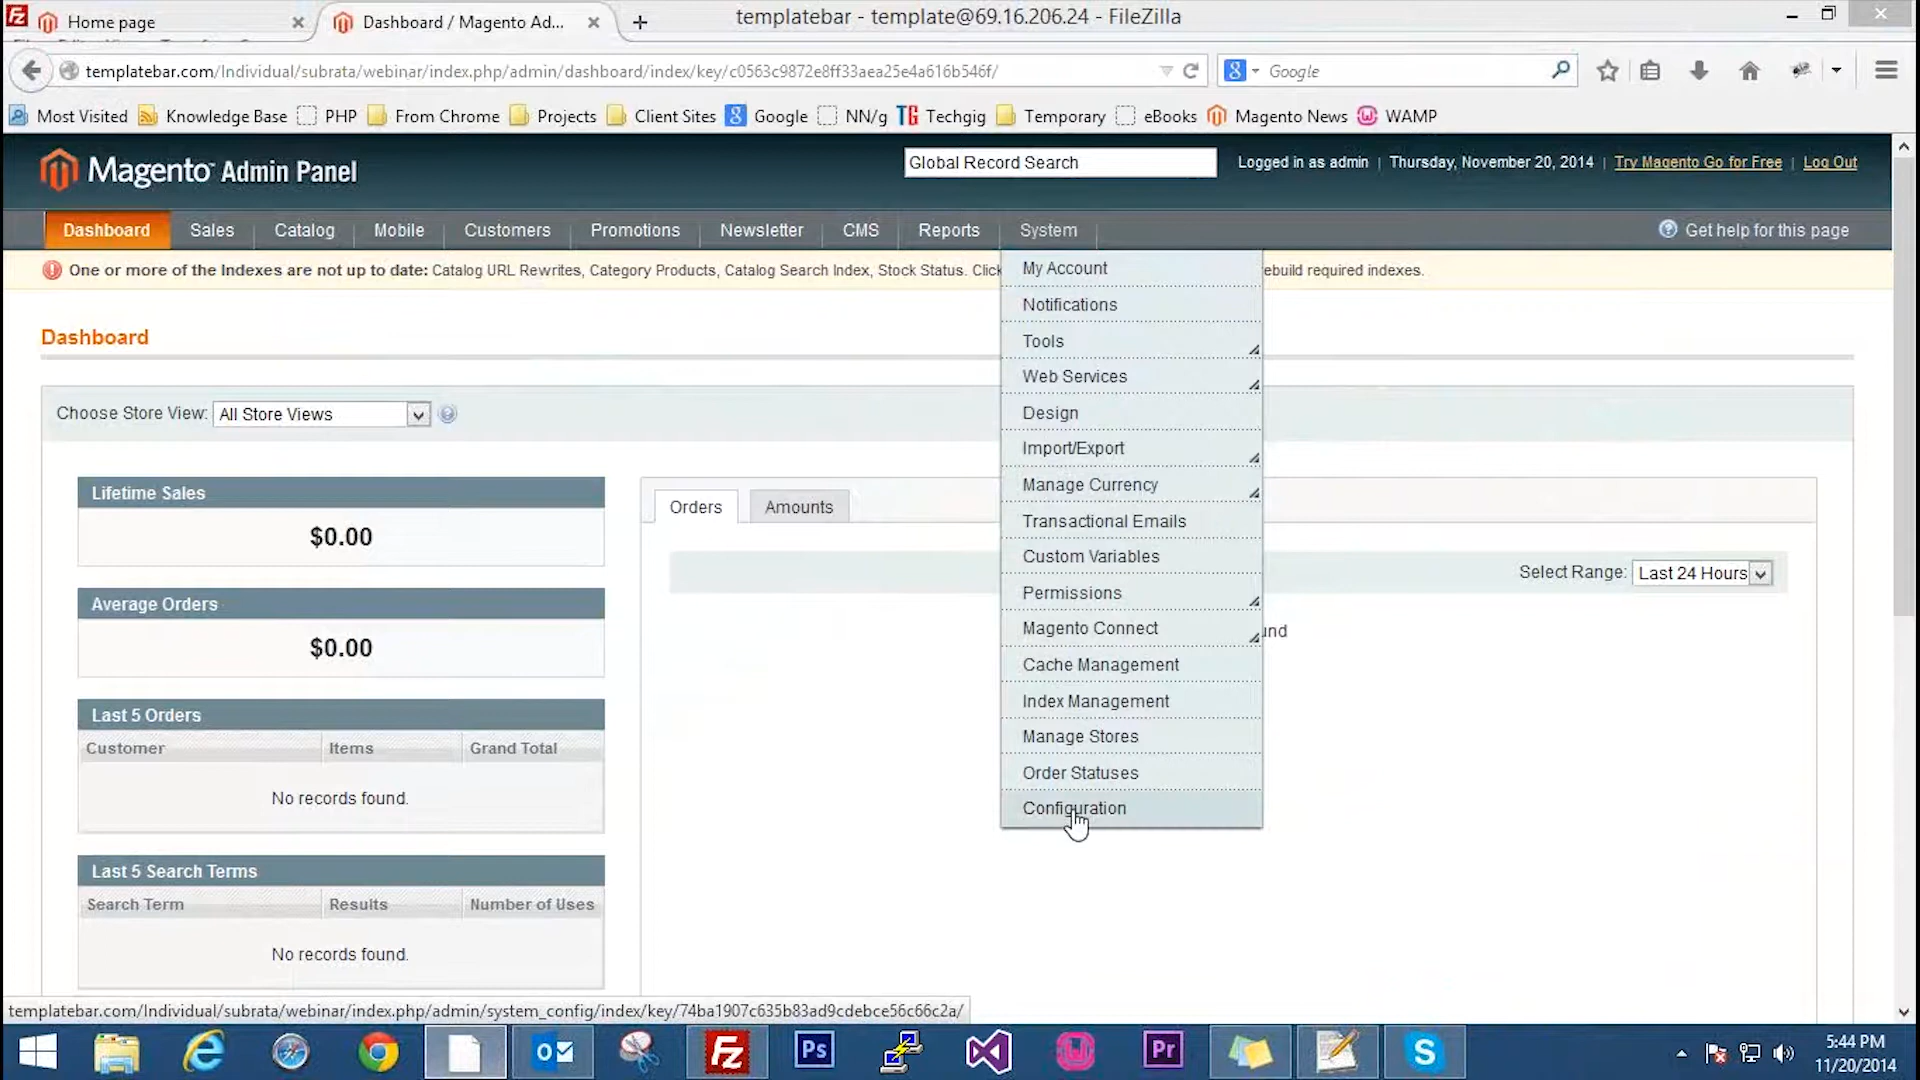 templatebar - template@69.16.206.24 - FileZilla
Home page
Dashboard / Magento Ad...
templatebar.com/Individual/subrata/webinar/index.php/admin/dashboard/index/key/c0563c9872e8ff33aea25e4a616b546f/
Google
Most Visited Knowledge Base PHP From Chrome Projects Client Sites Google NN/g Techgig Temporary eBooks Magento News WAMP
Magento Admin Panel
Global Record Search
Logged in as admin | Thursday, November 20, 2014 | Try Magento Go for Free | Log Out
Dashboard Sales Catalog Mobile Customers Promotions Newsletter CMS Reports System
Get help for this page
One or more of the Indexes are not up to date: Catalog URL Rewrites, Category Products, Catalog Search Index, Stock Status. Click
ebuild required indexes.
My Account
Notifications
Tools
Web Services
Design
Import/Export
Manage Currency
Transactional Emails
Custom Variables
Permissions
Magento Connect
Cache Management
Index Management
Manage Stores
Order Statuses
Configuration
Dashboard
Choose Store View: All Store Views
Lifetime Sales
$0.00
Average Orders
$0.00
Last 5 Orders
Customer Items Grand Total
No records found.
Last 5 Search Terms
Search Term Results Number of Uses
No records found.
Orders Amounts
Select Range: Last 24 Hours
und
templatebar.com/Individual/subrata/webinar/index.php/admin/system_config/index/key/74ba1907c635b83ad9cdebce56c66c2a/
Ps
Pr
5:44 PM
11/20/2014